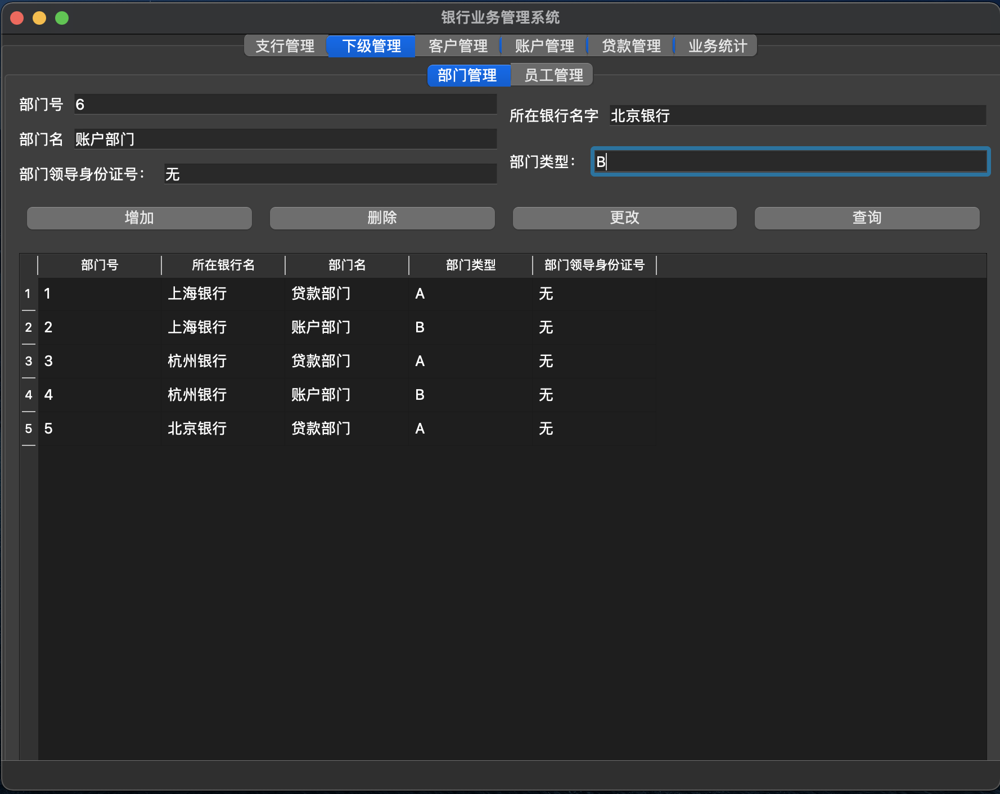 银行业务管理系统
支行管理 下级管理 客户管理 账户管理 贷款管理 业务统计
部门管理 员工管理
部门号 6
所在银行名字 北京银行
部门名 账户部门
部门类型： B
部门领导身份证号： 无
增加 删除 更改 查询
部门号 所在银行名 部门名 部门类型 部门领导身份证号
1 1 上海银行 贷款部门 A 无
2 2 上海银行 账户部门 B 无
3 3 杭州银行 贷款部门 A 无
4 4 杭州银行 账户部门 B 无
5 5 北京银行 贷款部门 A 无